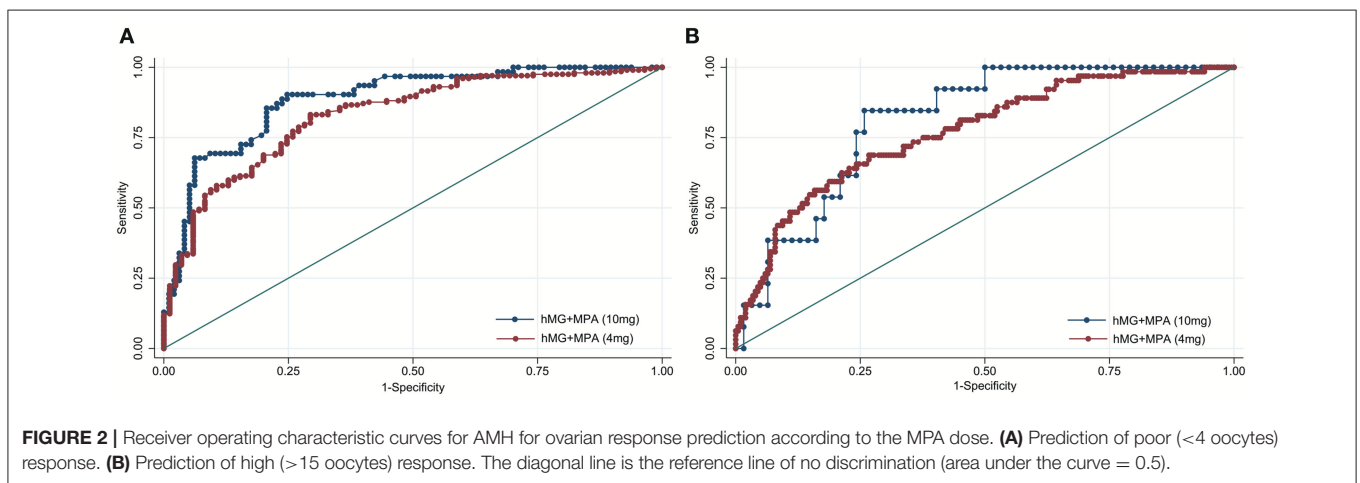 A
B
1.00
0.75
0.50
0.25
0.00
Sensitivity
hMG+MPA (10mg)
hMG+MPA (4mg)
0.00
0.25
0.50
0.75
1.00
1-Specificity
1.00
0.75
0.50
0.25
0.00
Sensitivity
hMG+MPA (10mg)
hMG+MPA (4mg)
0.00
0.25
0.50
0.75
1.00
1-Specificity
FIGURE 2 | Receiver operating characteristic curves for AMH for ovarian response prediction according to the MPA dose. (A) Prediction of poor (<4 oocytes)
response. (B) Prediction of high (>15 oocytes) response. The diagonal line is the reference line of no discrimination (area under the curve = 0.5).